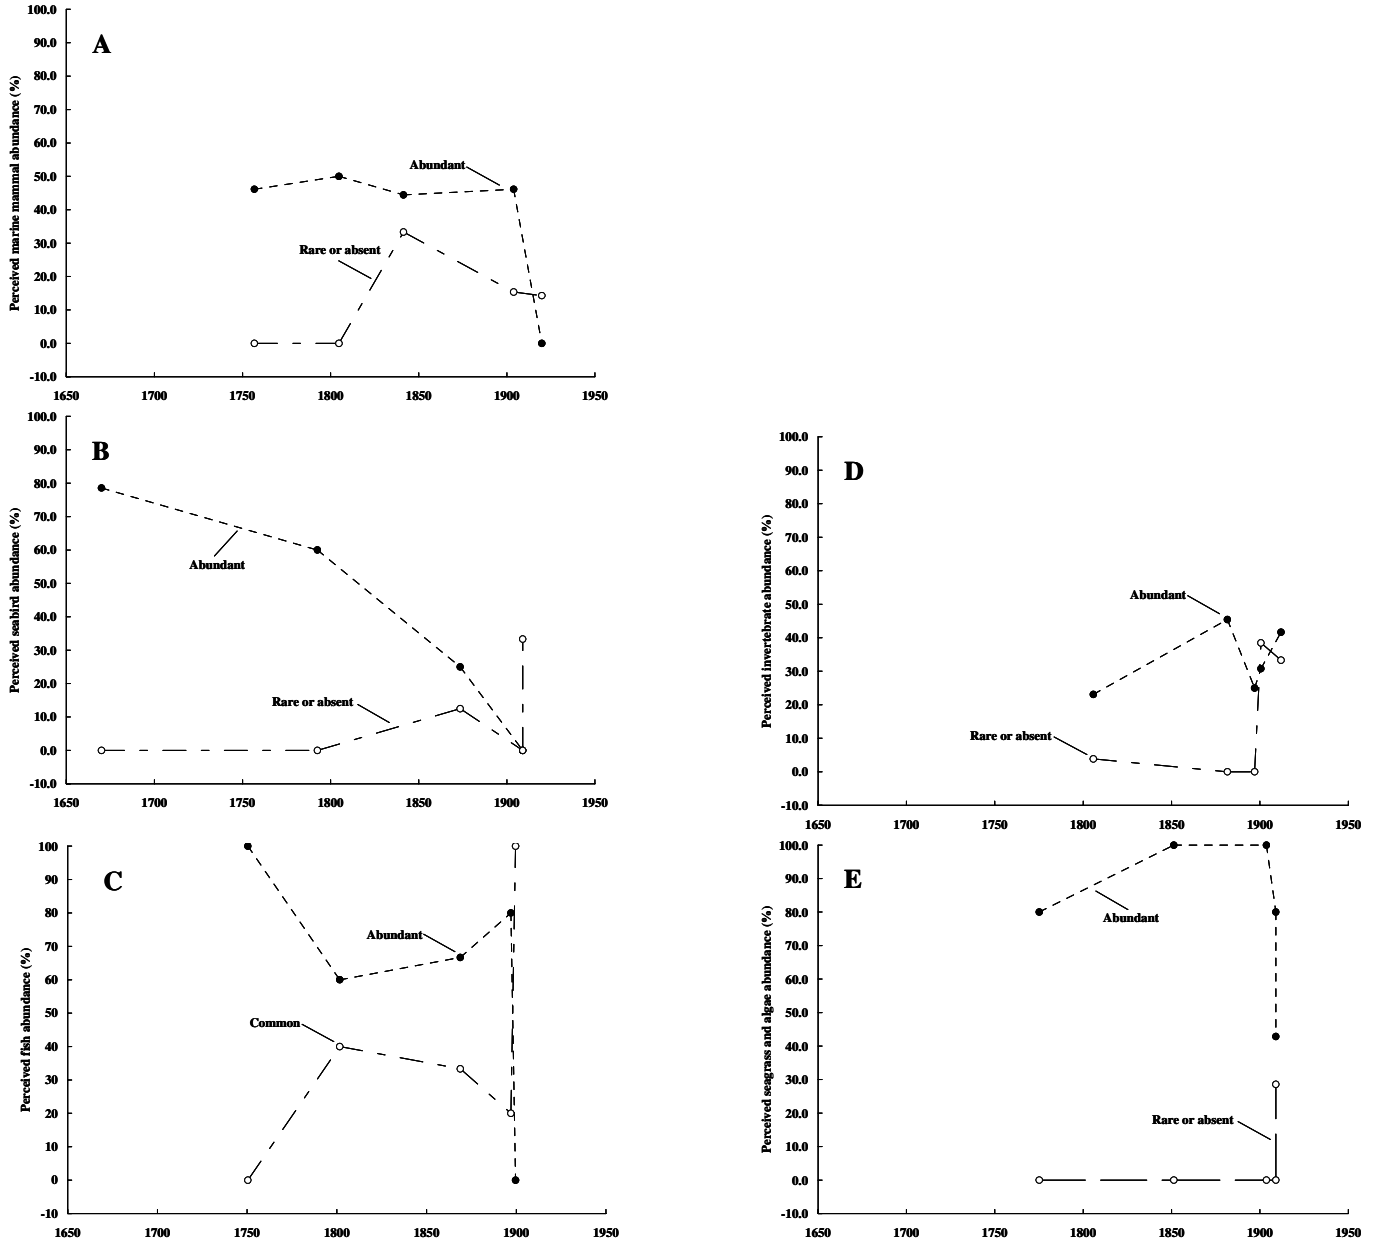 A
Perceived marine mammal abundance (%)
100.0
90.0
80.0
70.0
60.0
50.0
40.0
30.0
20.0
10.0
0.0
-10.0
Abundant
Rare or absent
1650 1700 1750 1800 1850 1900 1950
B
Perceived seabird abundance (%)
100.0
90.0
80.0
70.0
60.0
50.0
40.0
30.0
20.0
10.0
0.0
-10.0
Abundant
Rare or absent
1650 1700 1750 1800 1850 1900 1950
C
Perceived fish abundance (%)
100
90
80
70
60
50
40
30
20
10
0
-10
Abundant
Common
1650 1700 1750 1800 1850 1900 1950
D
Perceived invertebrate abundance (%)
100.0
90.0
80.0
70.0
60.0
50.0
40.0
30.0
20.0
10.0
0.0
-10.0
Abundant
Rare or absent
1650 1700 1750 1800 1850 1900 1950
E
Perceived seagrass and algae abundance (%)
100.0
90.0
80.0
70.0
60.0
50.0
40.0
30.0
20.0
10.0
0.0
-10.0
Abundant
Rare or absent
1650 1700 1750 1800 1850 1900 1950